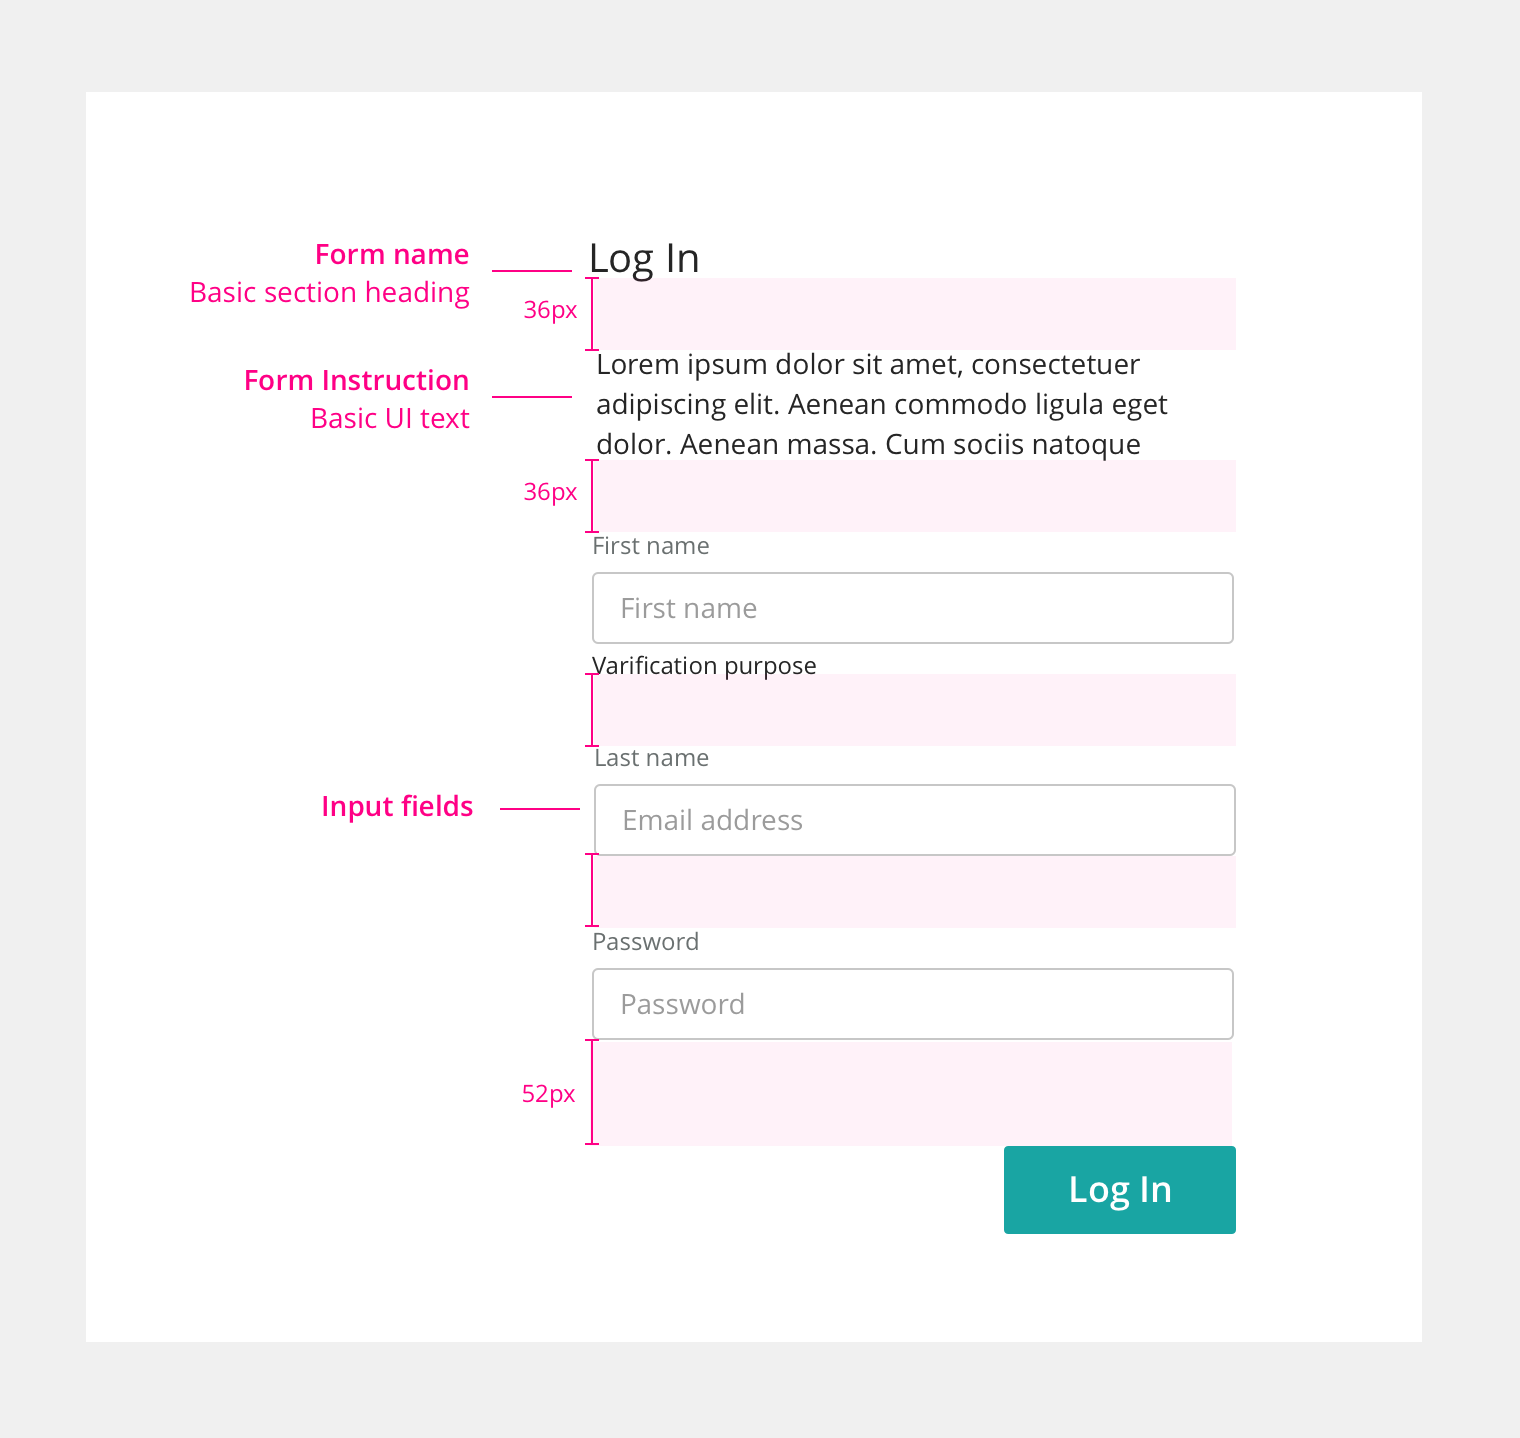 Form name
Basic section heading
Log In
36px
Form Instruction
Basic UI text
Lorem ipsum dolor sit amet, consectetuer
adipiscing elit. Aenean commodo ligula eget
dolor. Aenean massa. Cum sociis natoque
36px
First name
First name
Varification purpose
Last name
Input fields
Email address
Password
Password
52px
Log In